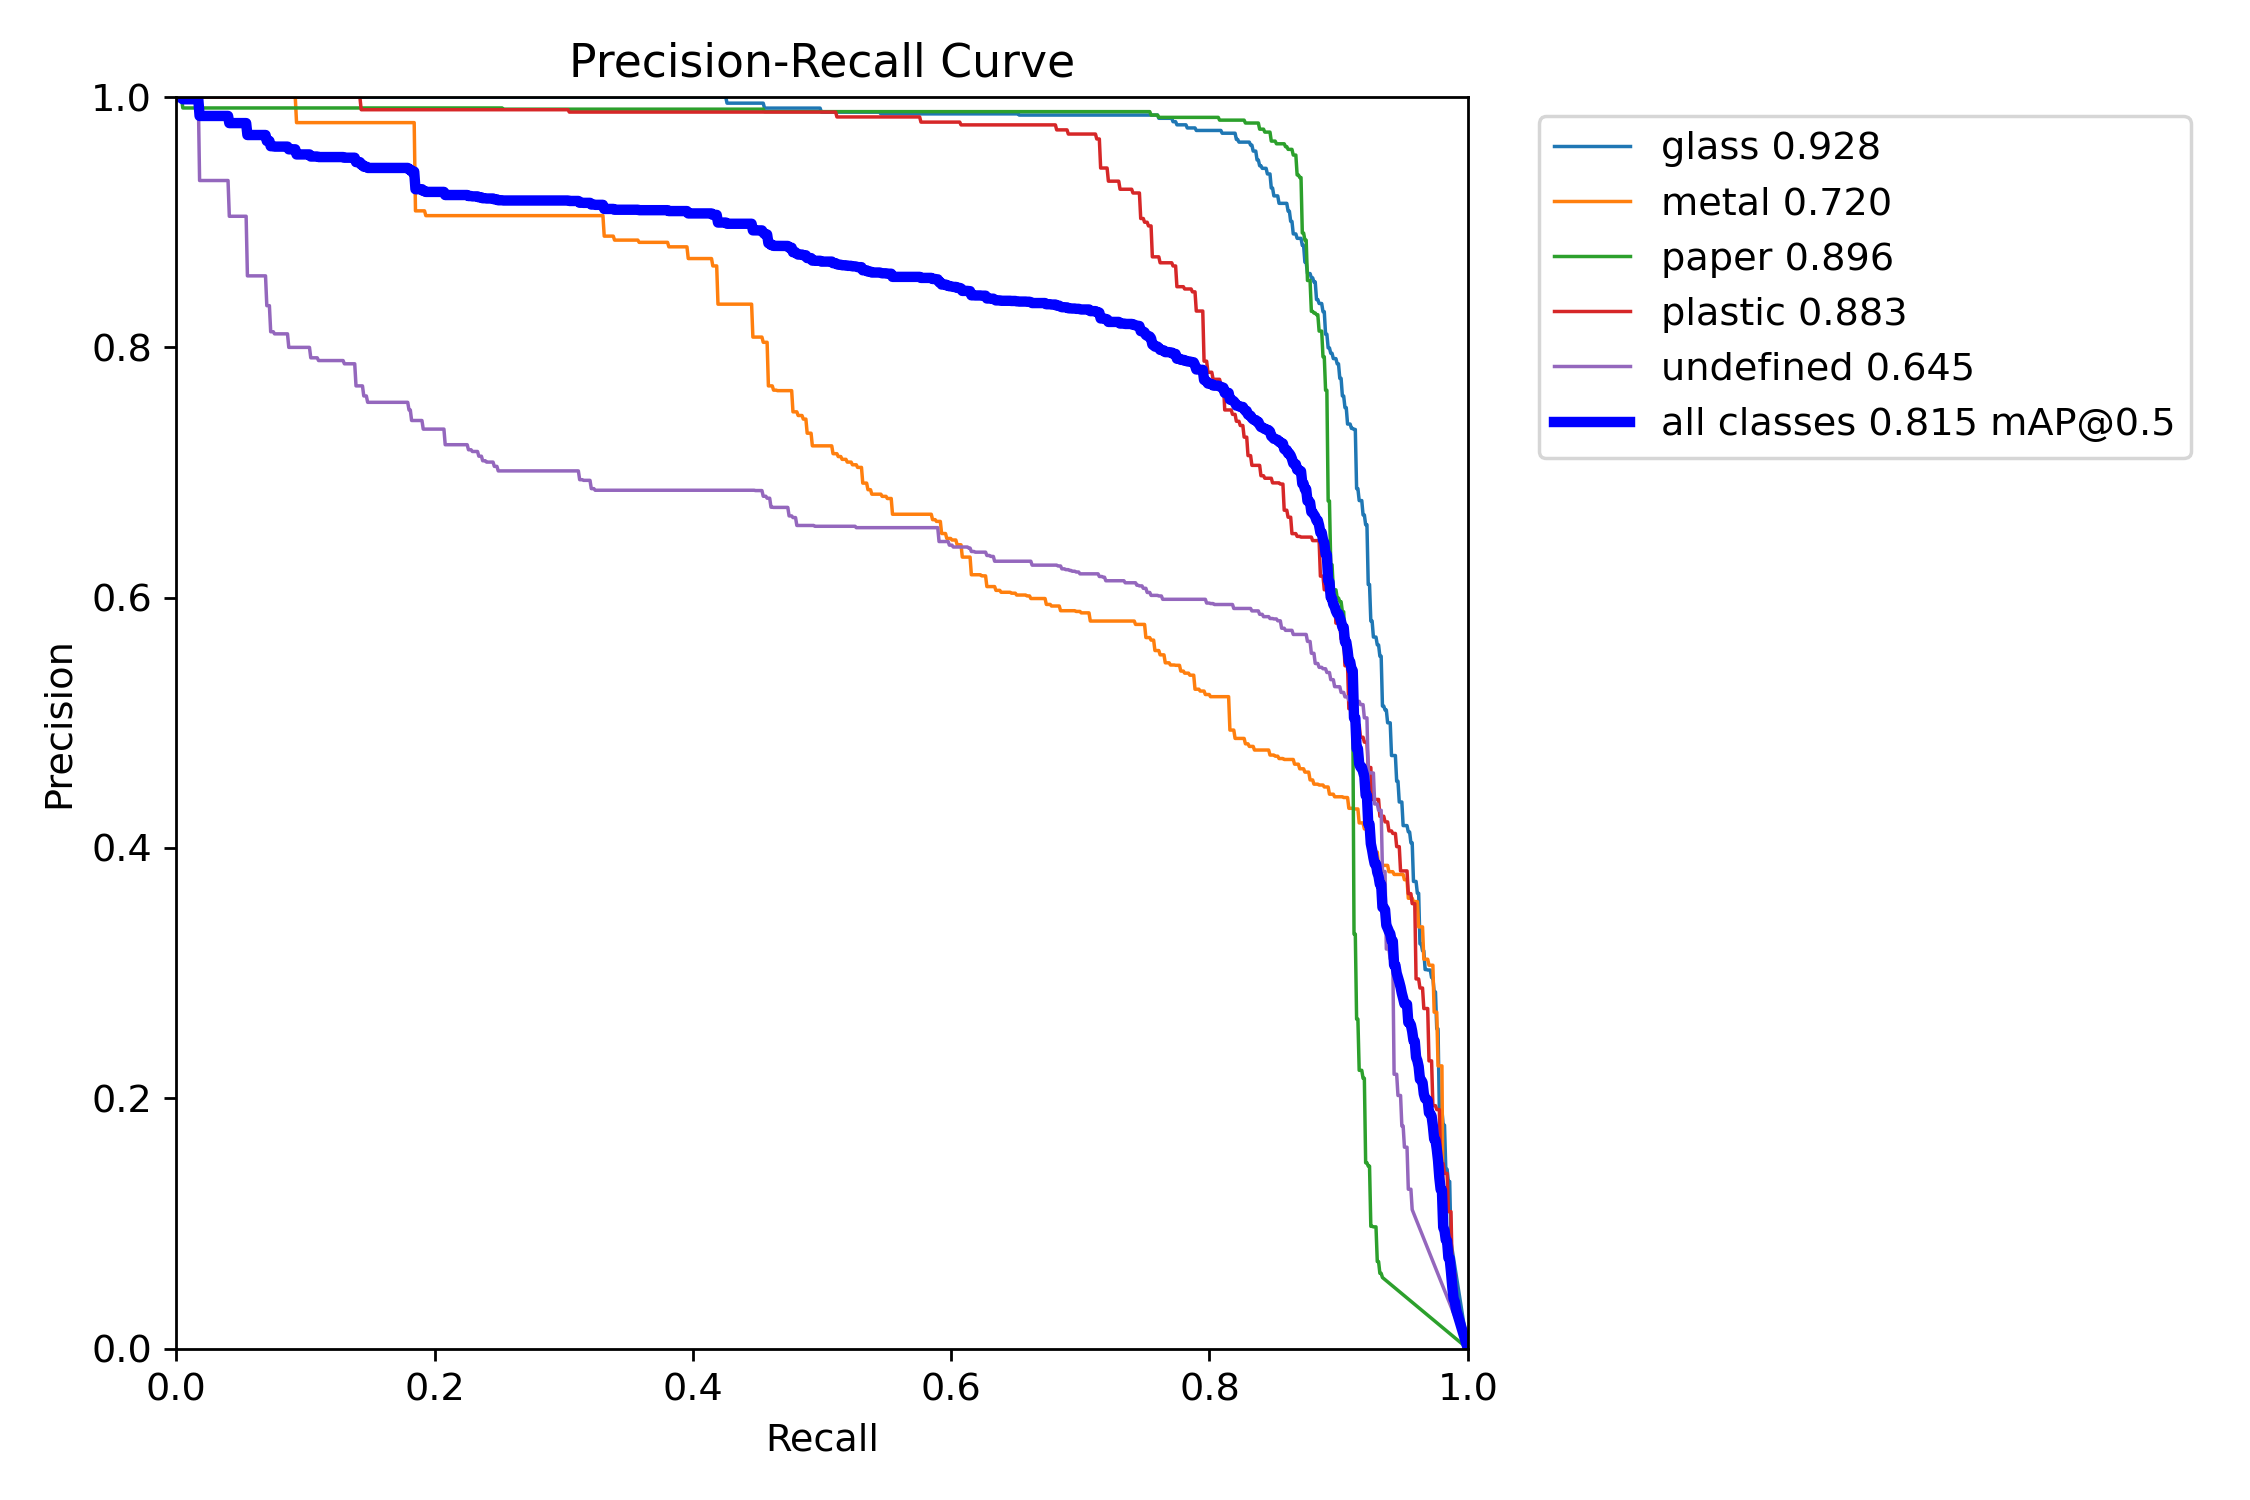 Precision-Recall Curve
1.0
0.8
0.6
0.4
0.2
0.0
Precision
0.0 0.2 0.4 0.6 0.8 1.0
Recall
glass 0.928
metal 0.720
paper 0.896
plastic 0.883
undefined 0.645
all classes 0.815 mAP@0.5